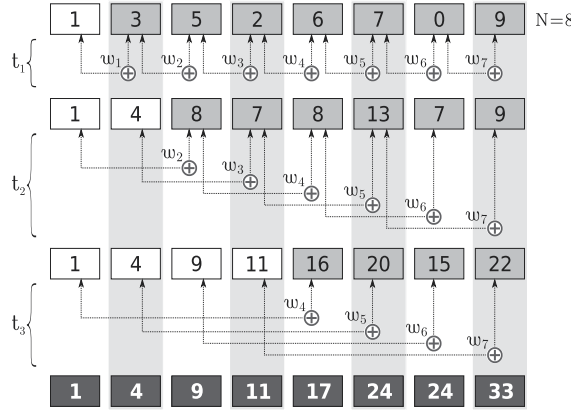 1 3 5 2 6 7 0 9 N=8
t1 w1 w2 w3 w4 w5 w6 w7
1 4 8 7 8 13 7 9
t2 w2 w3 w4 w5 w6 w7
1 4 9 11 16 20 15 22
t3 w4 w5 w6 w7
1 4 9 11 17 24 24 33